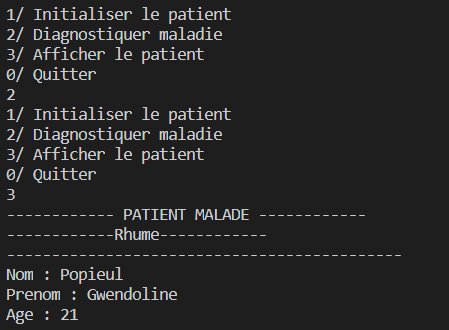 1/ Initialiser le patient
2/ Diagnostiquer maladie
3/ Afficher le patient
0/ Quitter
2
1/ Initialiser le patient
2/ Diagnostiquer maladie
3/ Afficher le patient
0/ Quitter
3
------------ PATIENT MALADE ------------
------------Rhume------------
--------------------------------------------
Nom : Popieul
Prenom : Gwendoline
Age : 21